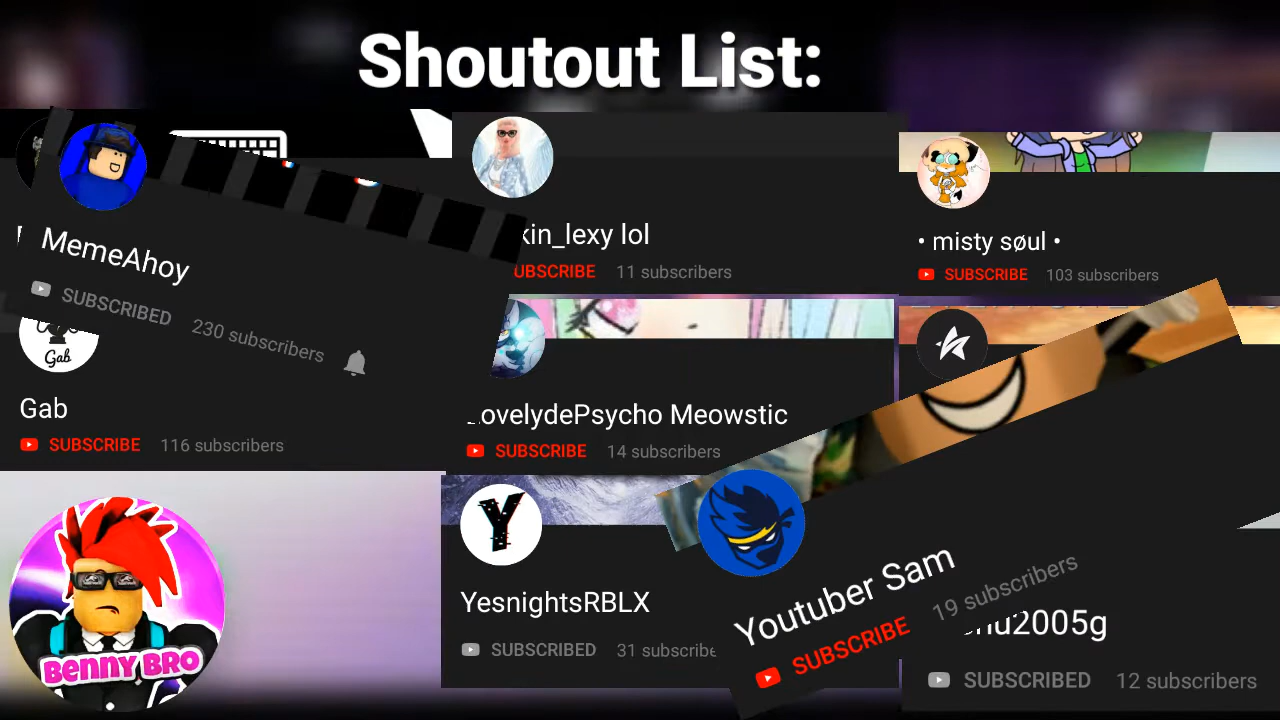 Shoutout List:
MemeAhoy
SUBSCRIBED 230 subscribers
kin_lexy lol
UBSCRIBE 11 subscribers
• misty søul •
SUBSCRIBE 103 subscribers
Gab
Gab
SUBSCRIBE 116 subscribers
ovelydePsycho Meowstic
SUBSCRIBE 14 subscribers
Y
YesnightsRBLX
SUBSCRIBED 31 subscribe
Youtuber Sam
SUBSCRIBE 19 subscribers
u2005g
SUBSCRIBED 12 subscribers
BENNY BRO